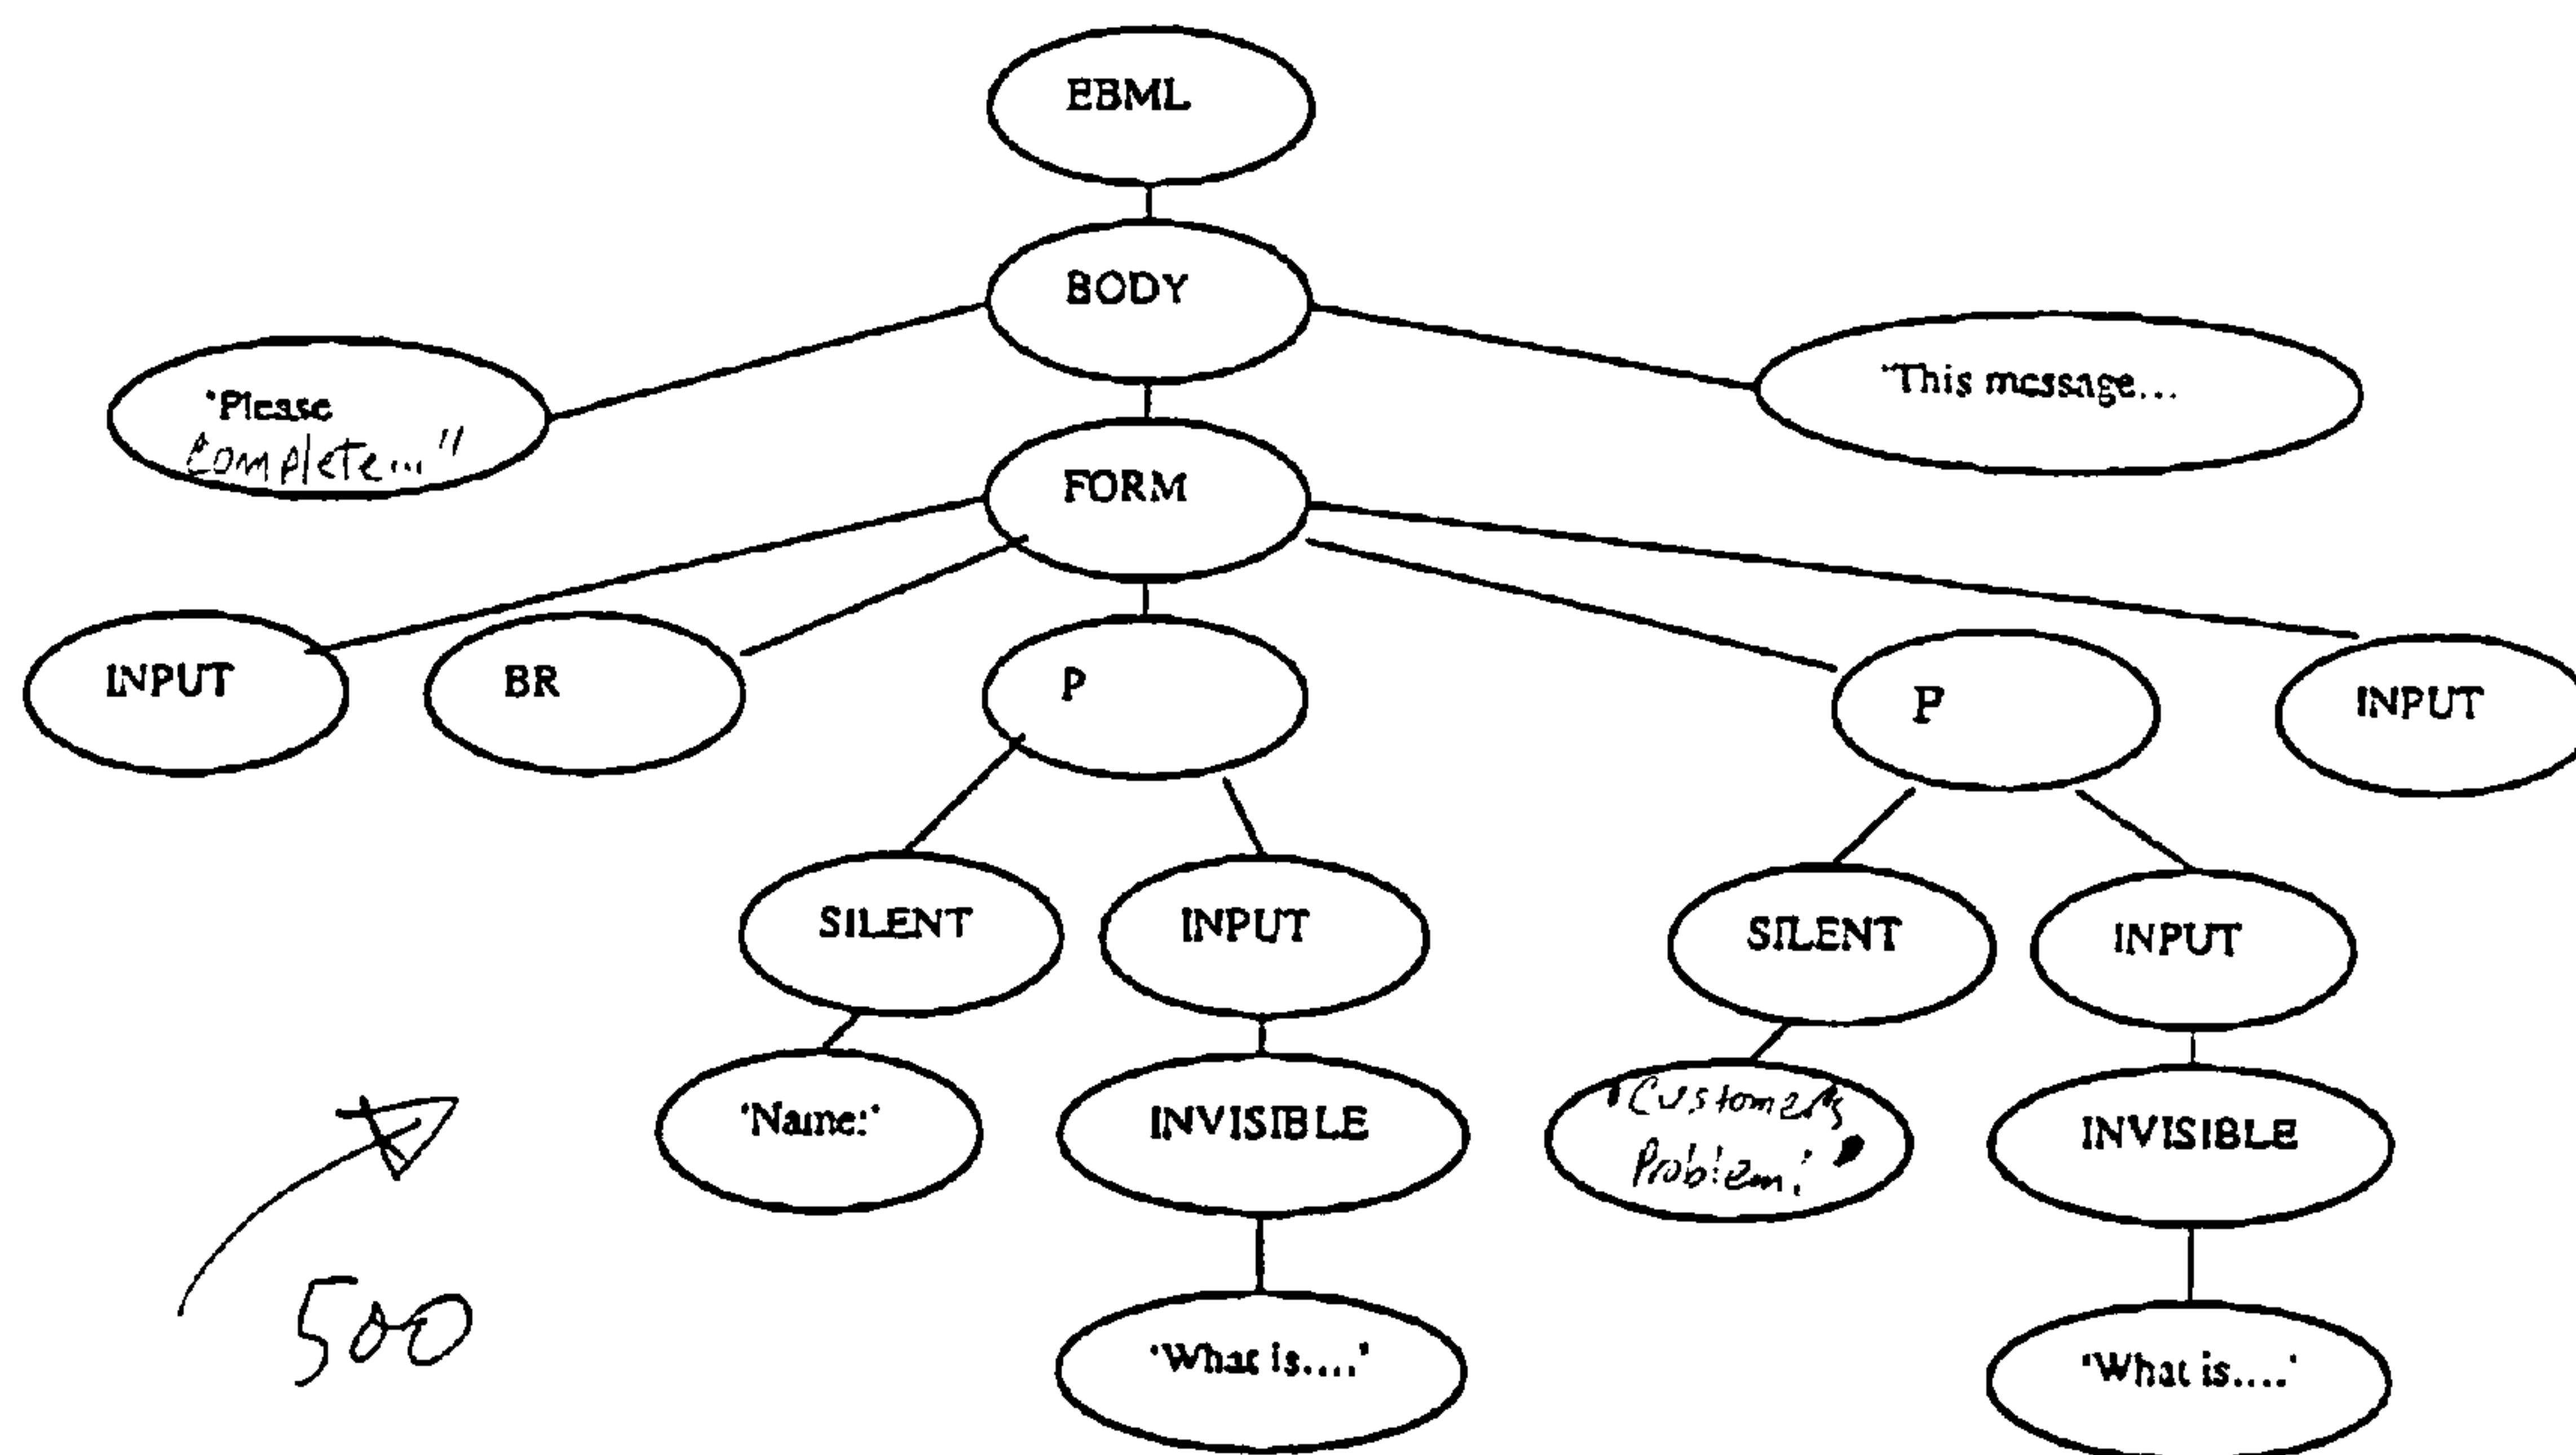 EBML
BODY
'Please
Complete..."
'This message...
FORM
INPUT
BR
P
P
INPUT
SILENT
INPUT
SILENT
INPUT
'Name:'
INVISIBLE
'Customer's
Problem:'
INVISIBLE
500
'What is....'
'What is....'